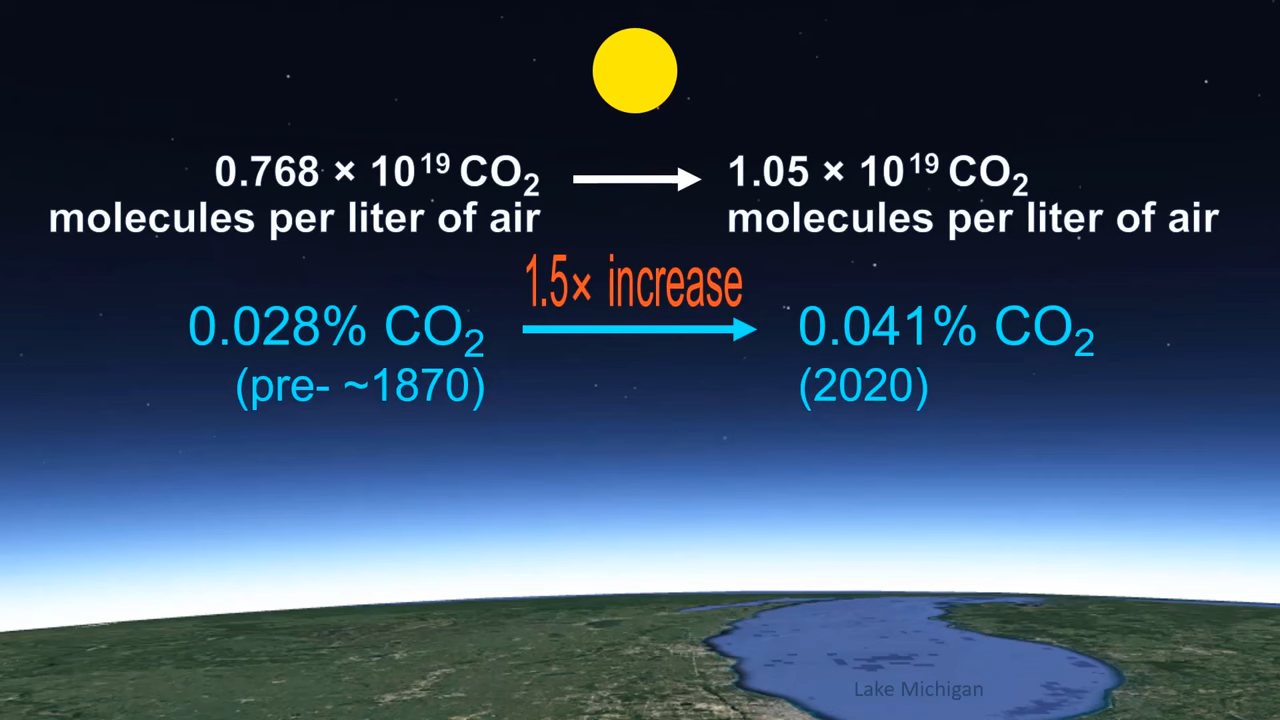 0.768 × 10¹⁹ CO₂
molecules per liter of air
1.05 × 10¹⁹ CO₂
molecules per liter of air
1.5× increase
0.028% CO₂
(pre- ~1870)
0.041% CO₂
(2020)
Lake Michigan